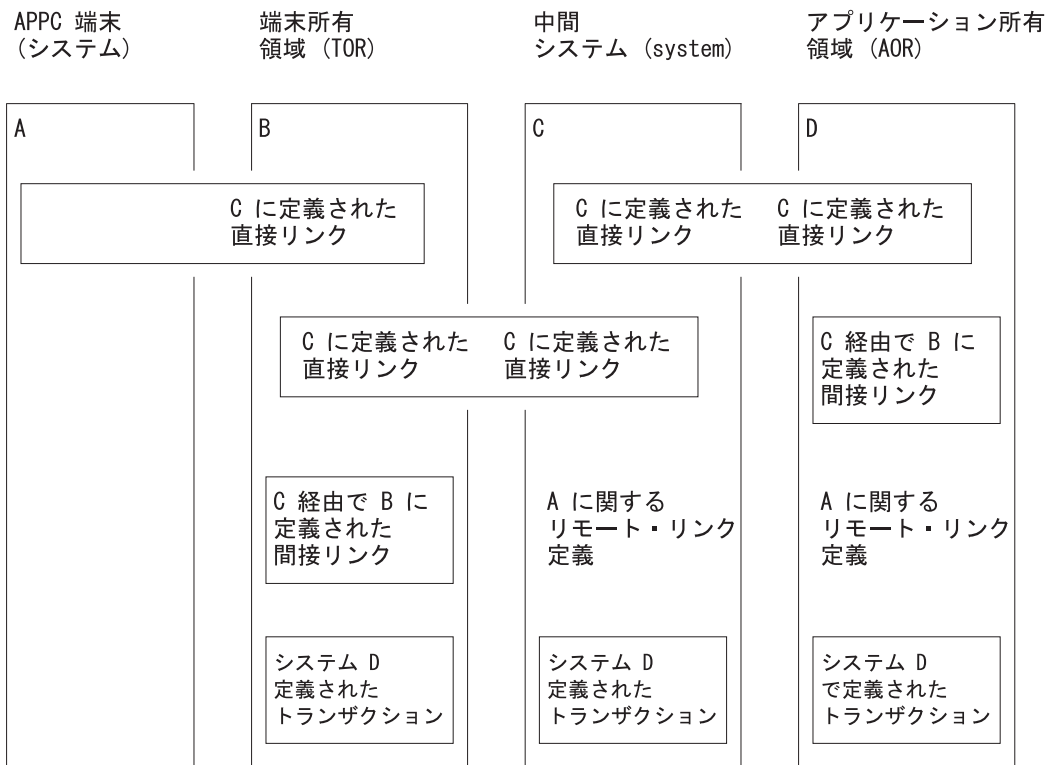 APPC 端末
(システム)
端末所有
領域 (TOR)
中間
システム (system)
アプリケーション所有
領域 (AOR)
A
B
C
D
C に定義された
直接リンク
C に定義された
直接リンク
C に定義された
直接リンク
C に定義された
直接リンク
C に定義された
直接リンク
C 経由で B に
定義された
間接リンク
C 経由で B に
定義された
間接リンク
A に関する
リモート・リンク
定義
A に関する
リモート・リンク
定義
システム D
定義された
トランザクション
システム D
定義された
トランザクション
システム D
で定義された
トランザクション